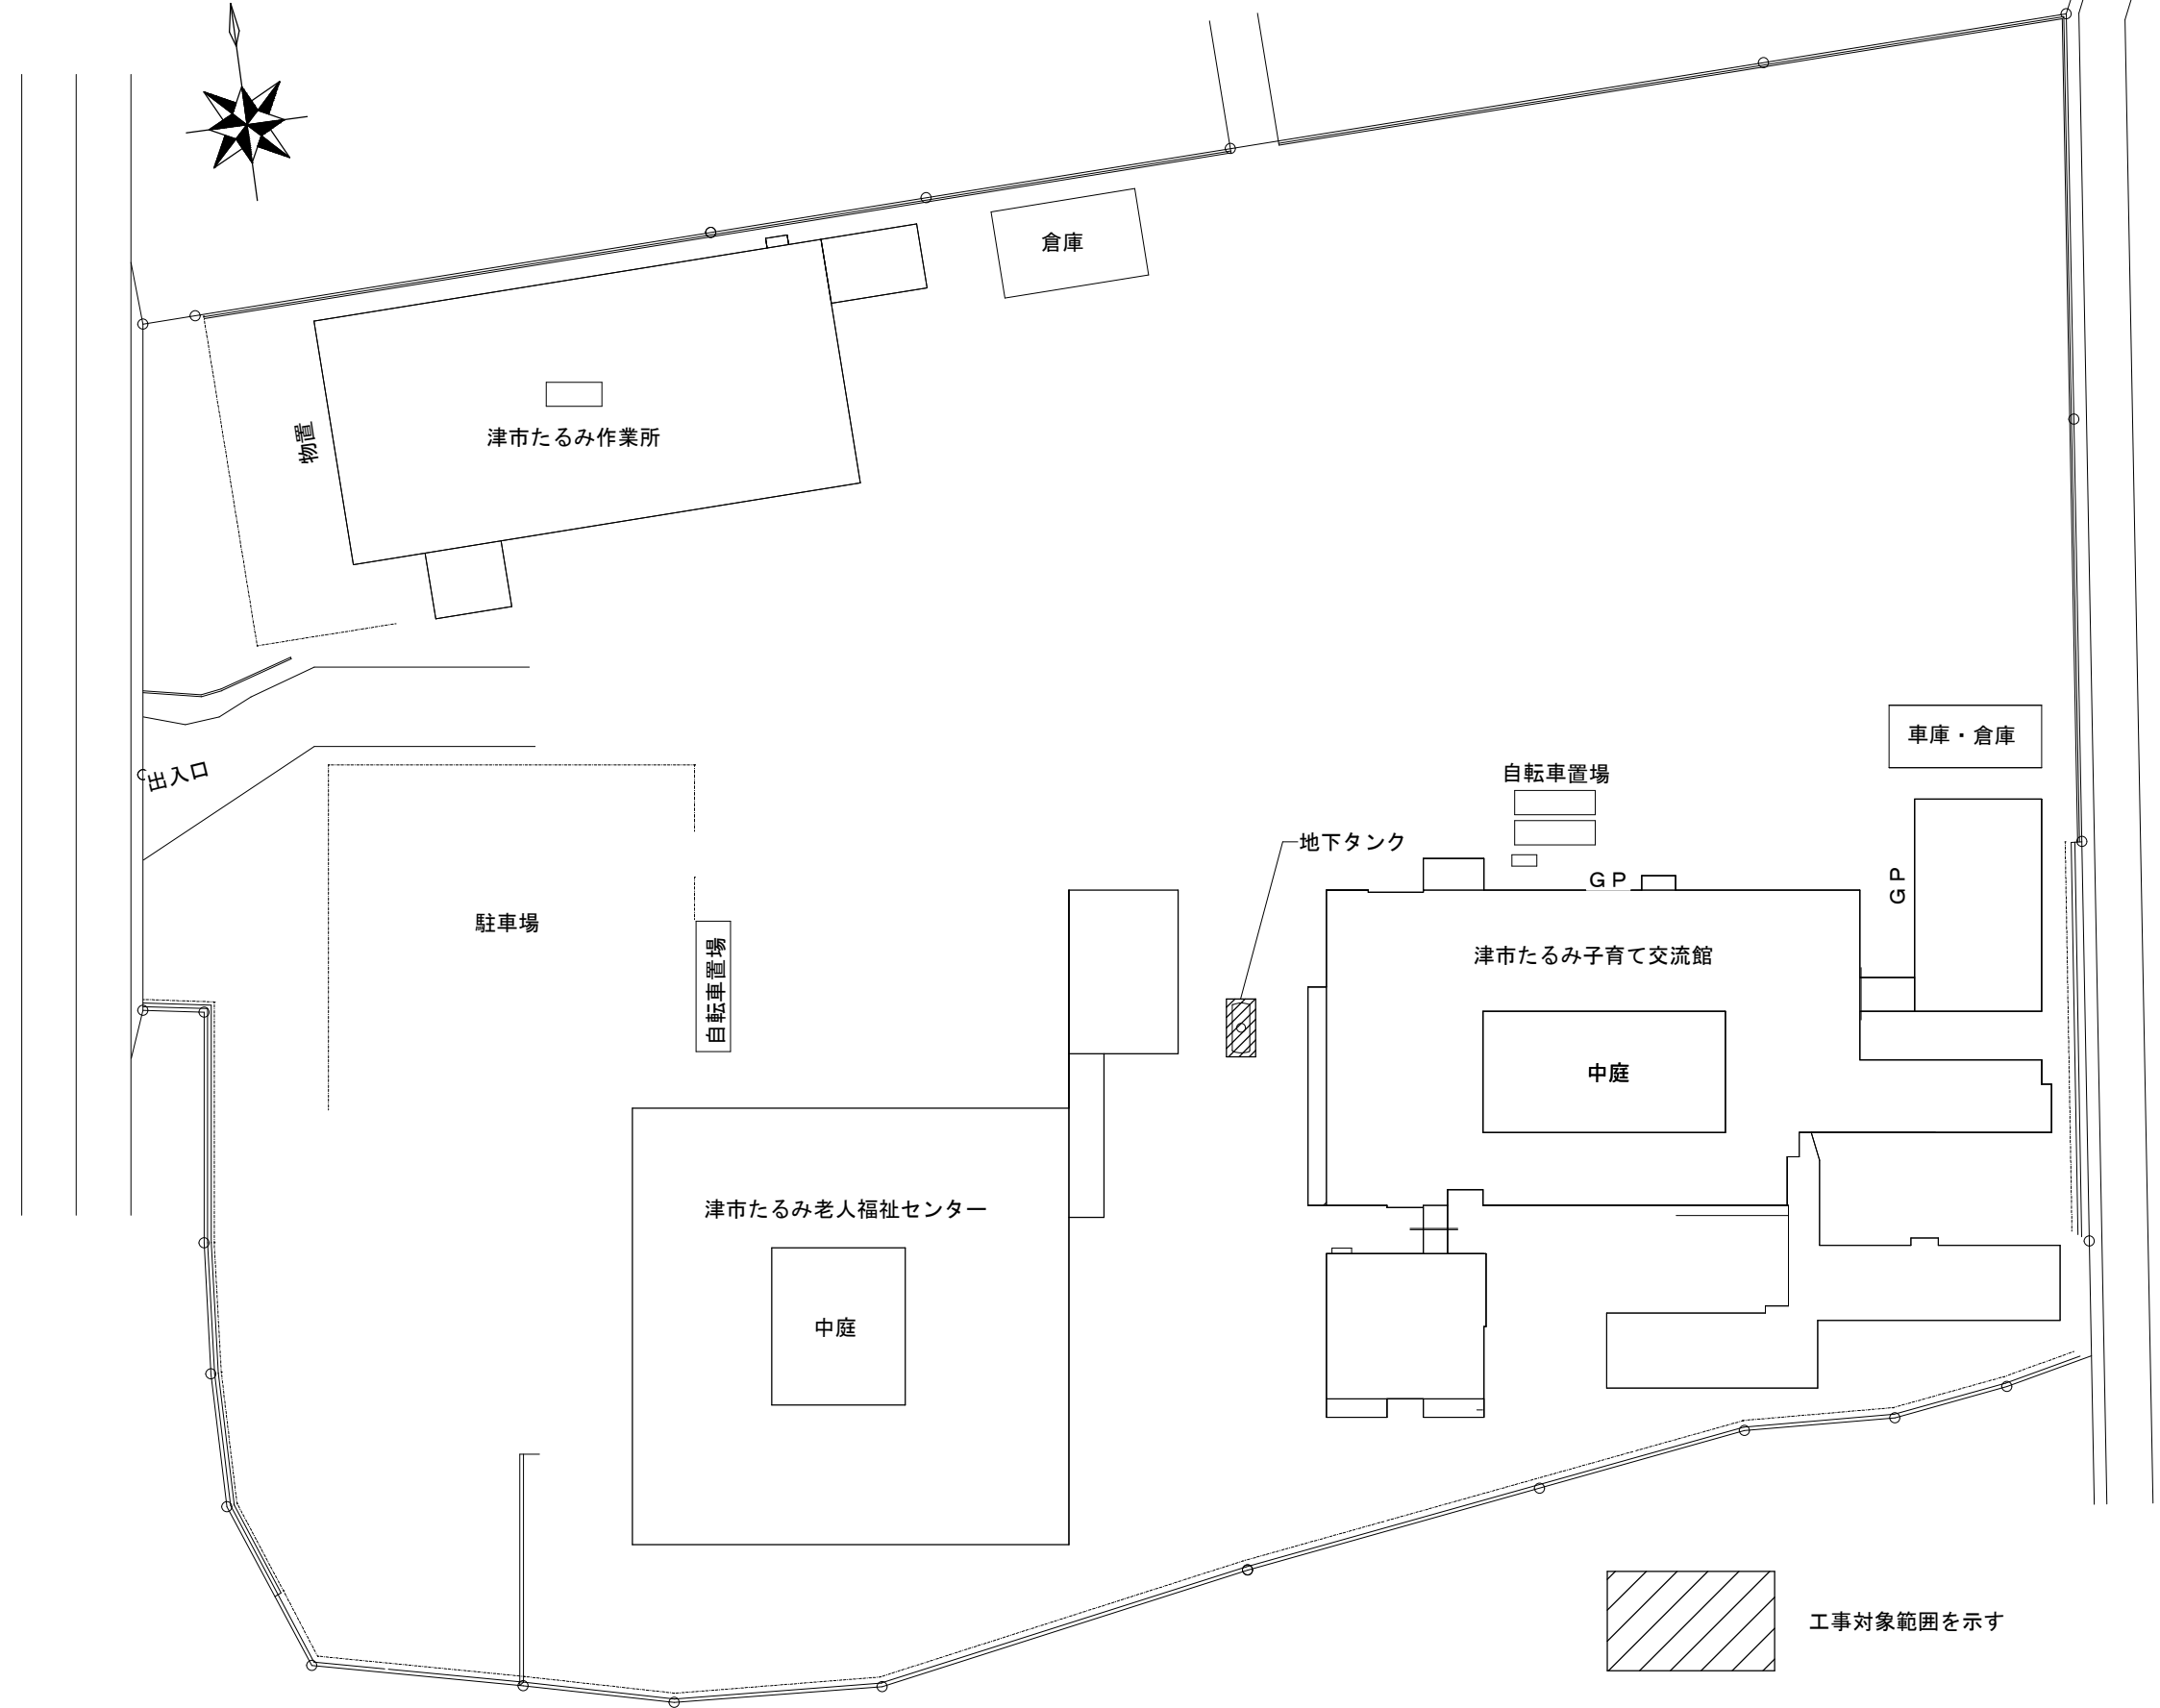 倉庫
津市たるみ作業所
物置
車庫・倉庫
出入口
自転車置場
地下タンク
ＧＰ
ＧＰ
駐車場
津市たるみ子育て交流館
自転車置場
中庭
津市たるみ老人福祉センター
中庭
工事対象範囲を示す